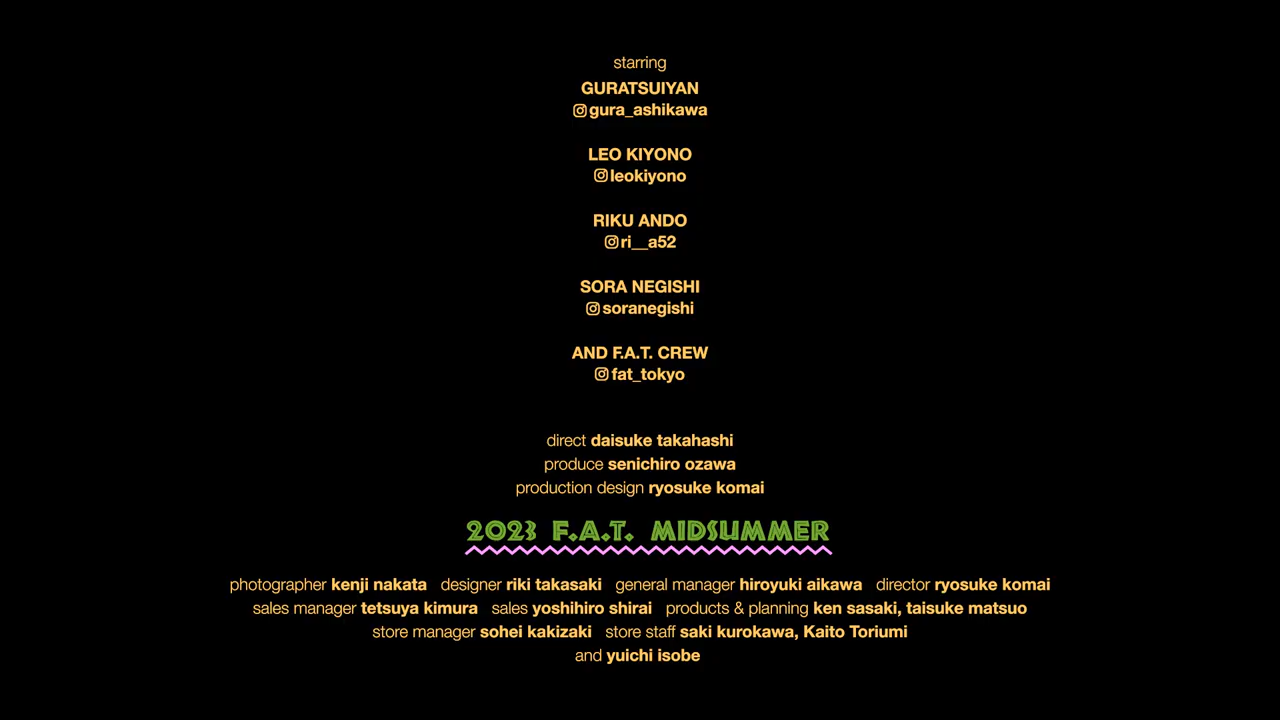 starring
GURATSUIYAN
gura_ashikawa
LEO KIYONO
leokiyono
RIKU ANDO
ri__a52
SORA NEGISHI
soranegishi
AND F.A.T. CREW
fat_tokyo
direct daisuke takahashi
produce senichiro ozawa
production design ryosuke komai
2023 F.A.T. MIDSUMMER
photographer kenji nakata designer riki takasaki general manager hiroyuki aikawa director ryosuke komai
sales manager tetsuya kimura sales yoshihiro shirai products & planning ken sasaki, taisuke matsuo
store manager sohei kakizaki store staff saki kurokawa, Kaito Toriumi
and yuichi isobe